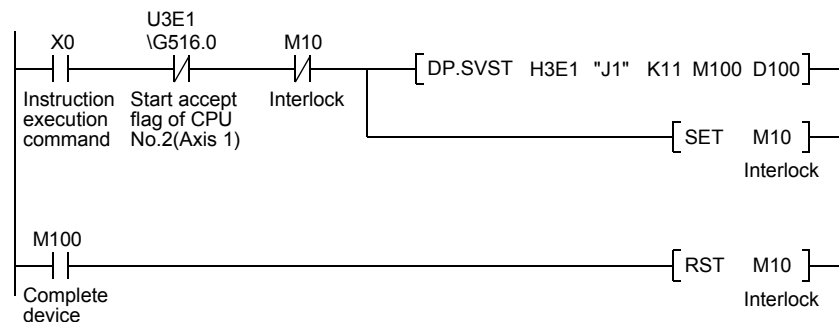 U3E1
X0 \G516.0 M10
DP.SVST H3E1 "J1" K11 M100 D100
Instruction execution command
Start accept flag of CPU No.2(Axis 1)
Interlock
SET M10
Interlock
M100
RST M10
Complete device
Interlock